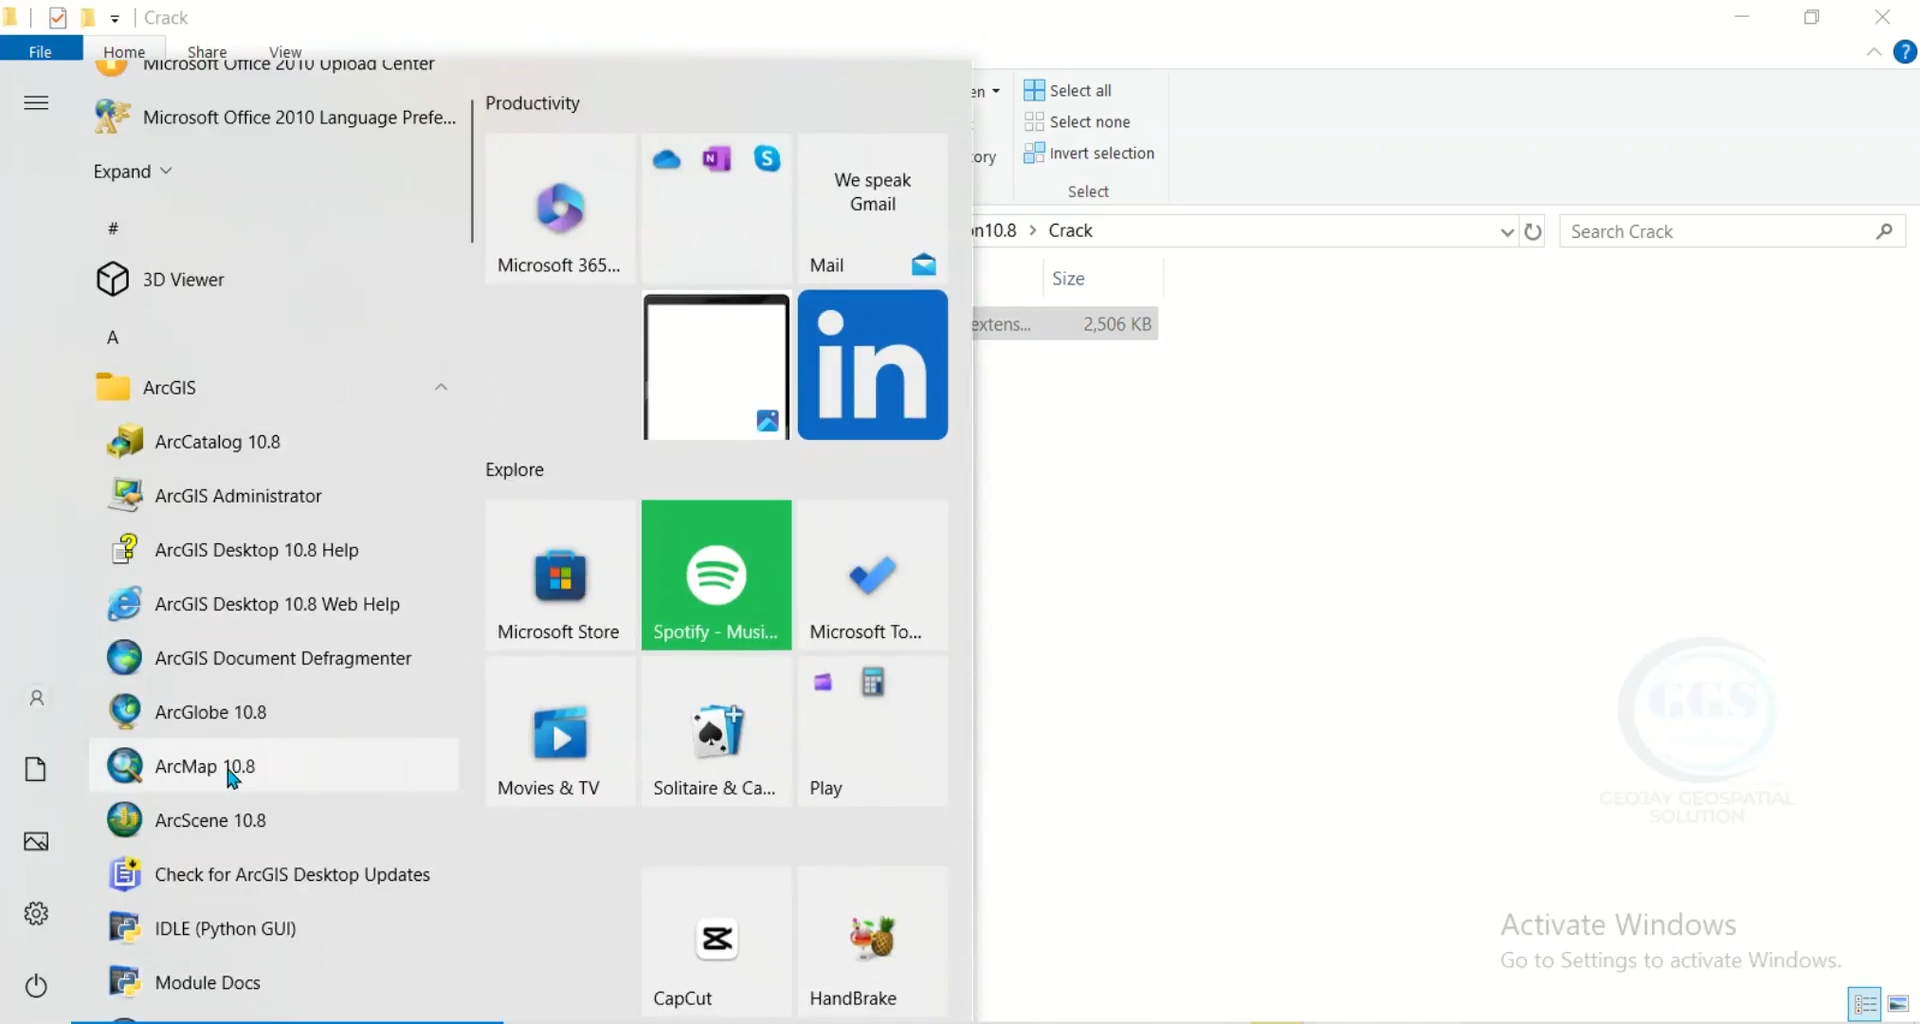 Crack
File
Home
Share
View
Microsoft Office 2010 Upload Center
Microsoft Office 2010 Language Prefe...
Expand
#
3D Viewer
A
ArcGIS
ArcCatalog 10.8
ArcGIS Administrator
ArcGIS Desktop 10.8 Help
ArcGIS Desktop 10.8 Web Help
ArcGIS Document Defragmenter
ArcGlobe 10.8
ArcMap 10.8
ArcScene 10.8
Check for ArcGIS Desktop Updates
IDLE (Python GUI)
Module Docs
Productivity
Microsoft 365...
N
S
We speak
Gmail
Mail
in
Explore
Microsoft Store
Spotify - Musi...
Microsoft To...
Movies & TV
Solitaire & Ca...
Play
CapCut
HandBrake
en
ory
Select all
Select none
Invert selection
Select
?
on10.8 > Crack
Search Crack
Size
extens...
2,506 KB
GGS
GEOJAY GEOSPATIAL
SOLUTION
Activate Windows
Go to Settings to activate Windows.